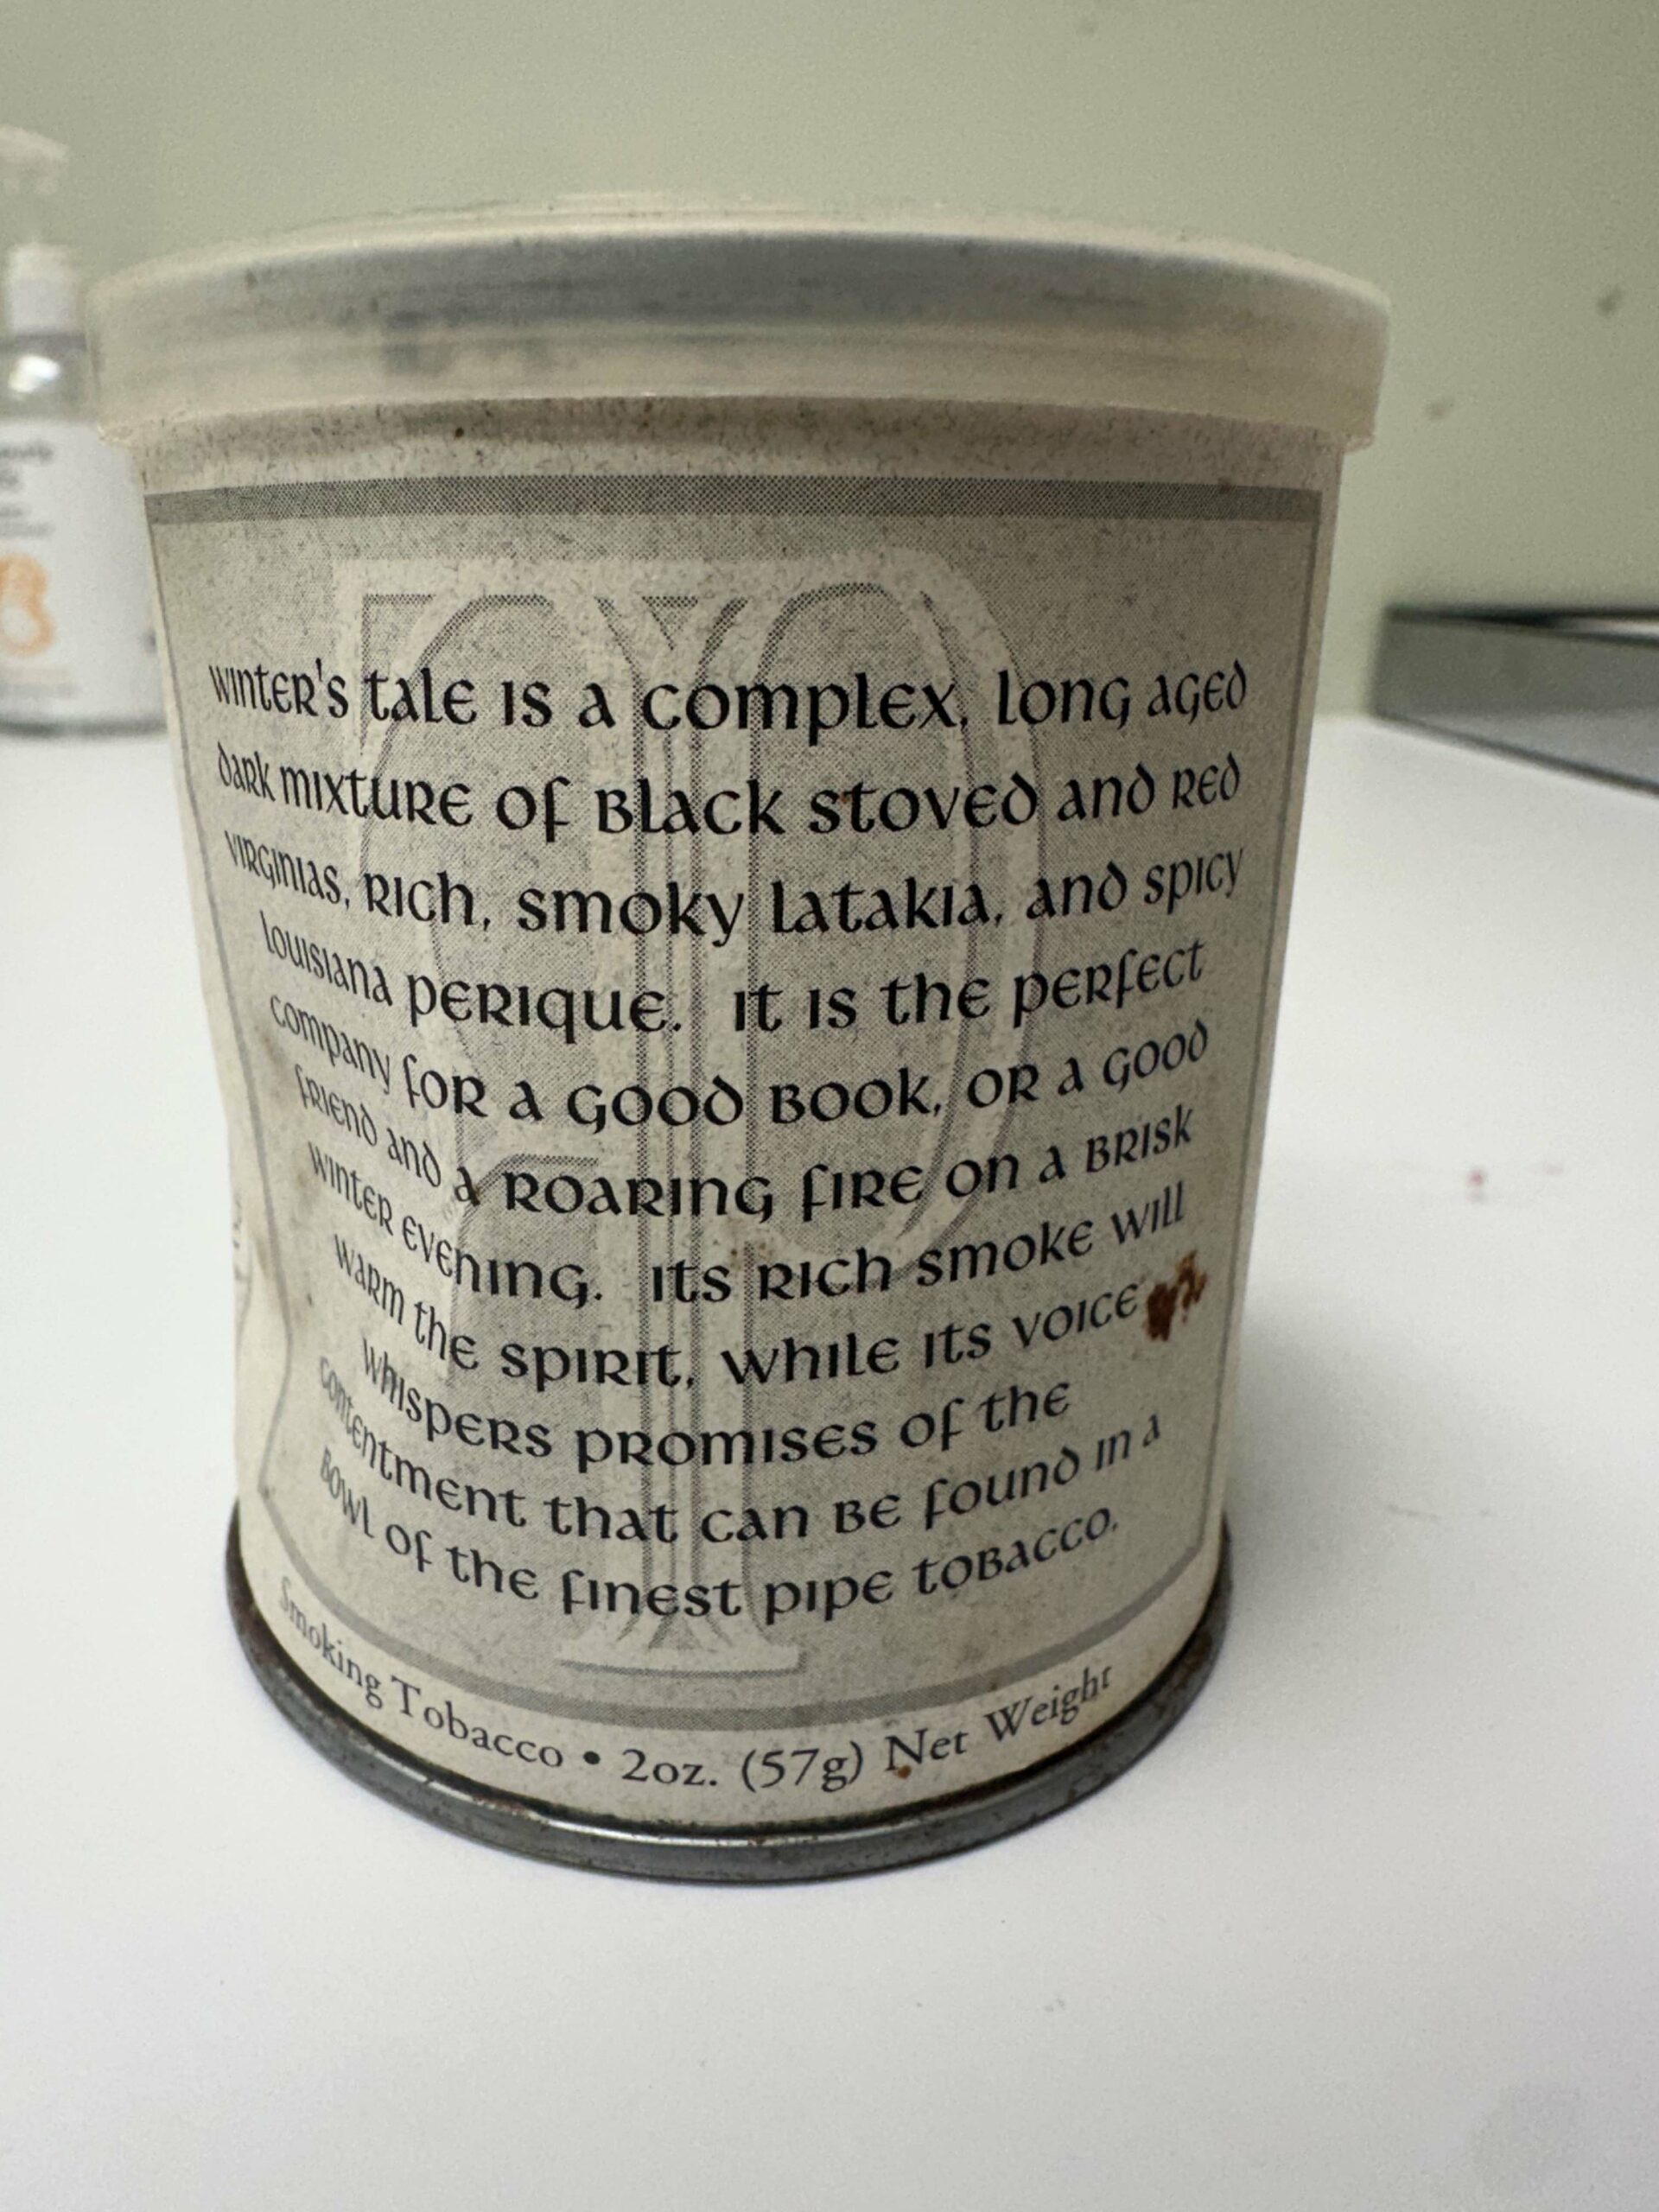 Winter's Tale is a complex, long aged
dark mixture of black stoved and red
Virginias, rich, smoky Latakia, and spicy
Louisiana perique. It is the perfect
company for a good book, or a good
friend and a roaring fire on a brisk
winter evening. Its rich smoke will
warm the spirit, while its voice
whispers promises of the
contentment that can be found in a
bowl of the finest pipe tobacco.
Smoking Tobacco • 2oz. (57g) Net Weight